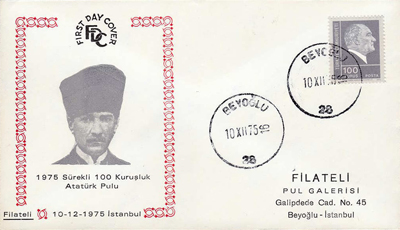 FIRST DAY COVER
FDC
1975 Sürekli 100 Kuruşluk
Atatürk Pulu
Filateli 10-12-1975 İstanbul
100
POSTA
BEYOĞLU
10 XII 75
28
BEYOĞLU
10 XII 75 16
28
FİLATELİ
PUL GALERİSİ
Galipdede Cad. No. 45
Beyoğlu - İstanbul